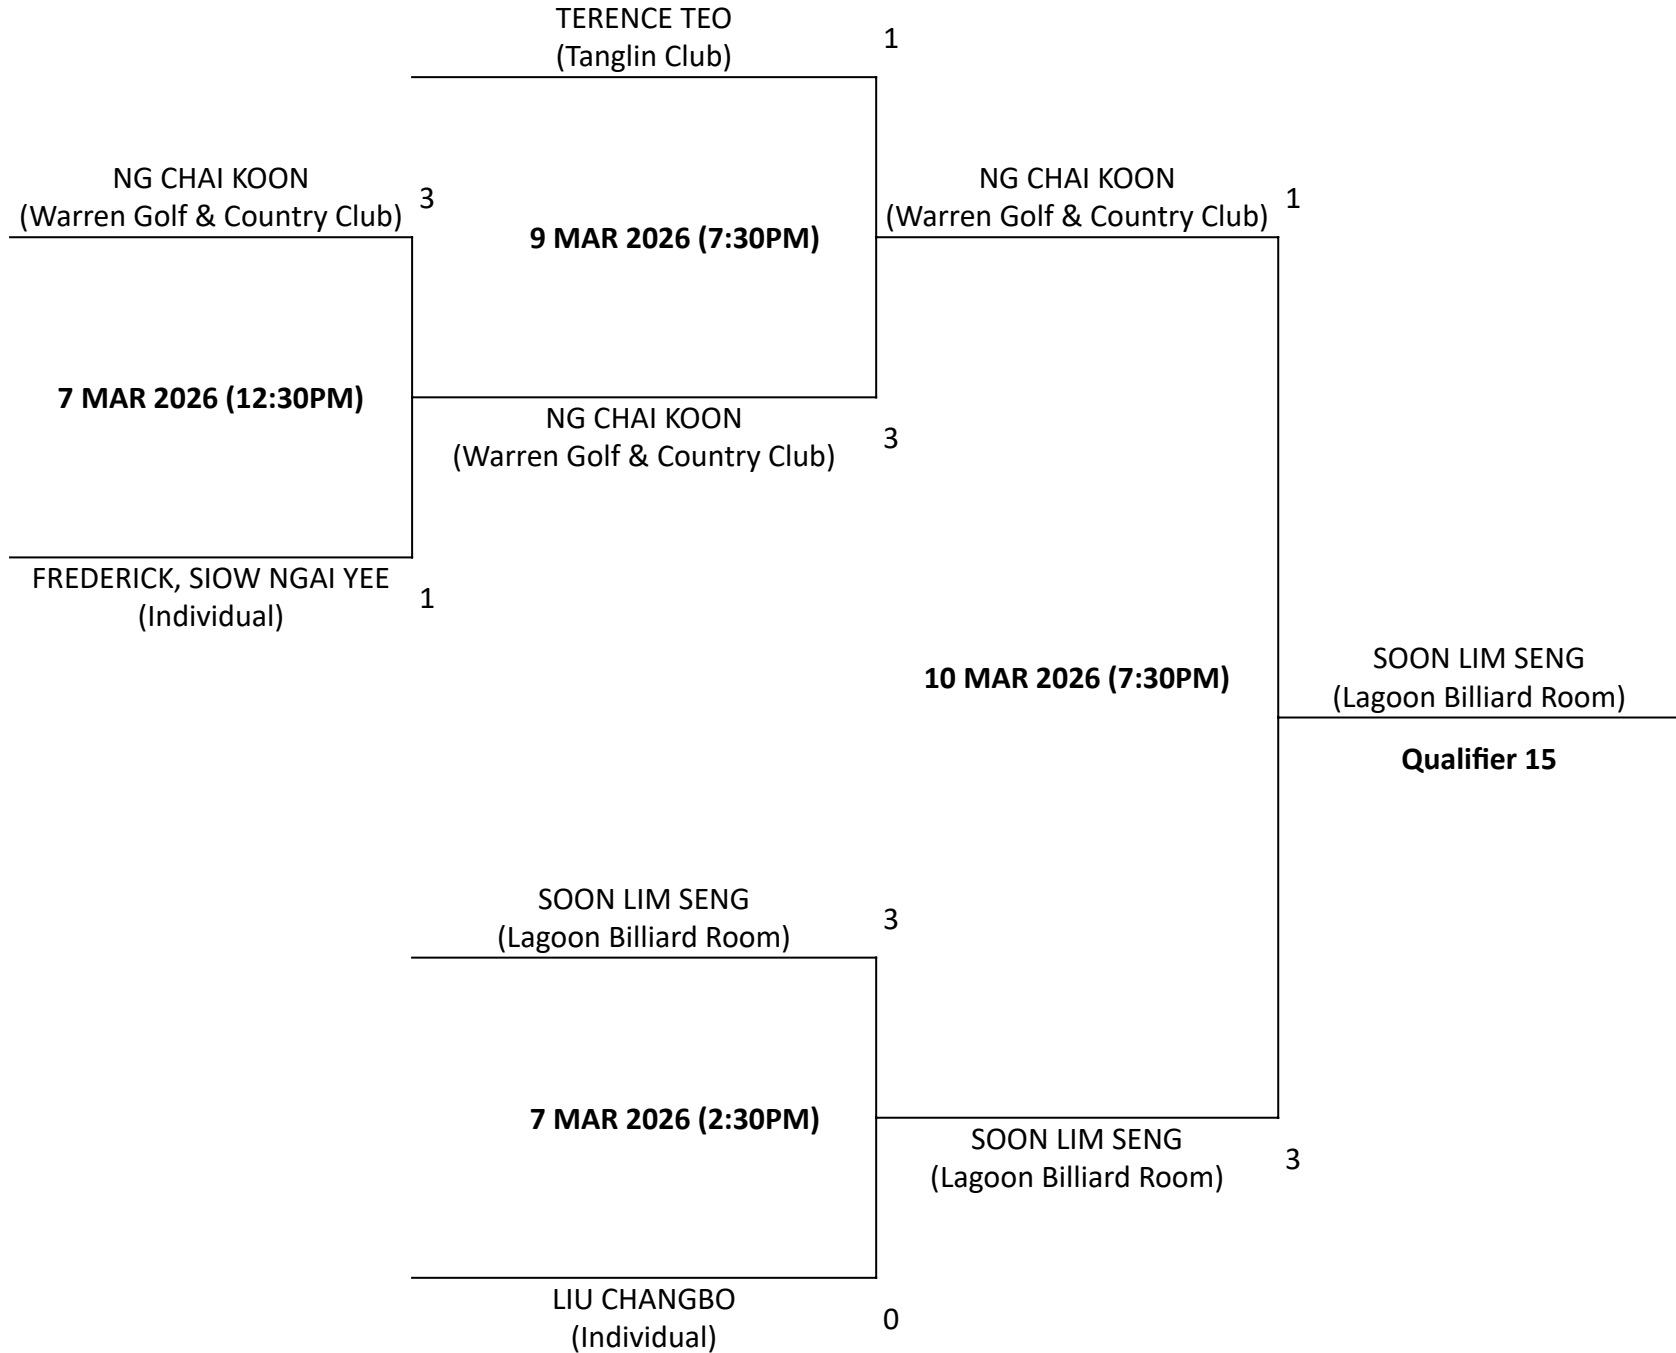 TERENCE TEO
(Tanglin Club)
1
NG CHAI KOON
(Warren Golf & Country Club)
3
9 MAR 2026 (7:30PM)
NG CHAI KOON
(Warren Golf & Country Club)
1
7 MAR 2026 (12:30PM)
NG CHAI KOON
(Warren Golf & Country Club)
3
FREDERICK, SIOW NGAI YEE
(Individual)
1
10 MAR 2026 (7:30PM)
SOON LIM SENG
(Lagoon Billiard Room)
Qualifier 15
SOON LIM SENG
(Lagoon Billiard Room)
3
7 MAR 2026 (2:30PM)
SOON LIM SENG
(Lagoon Billiard Room)
3
LIU CHANGBO
(Individual)
0